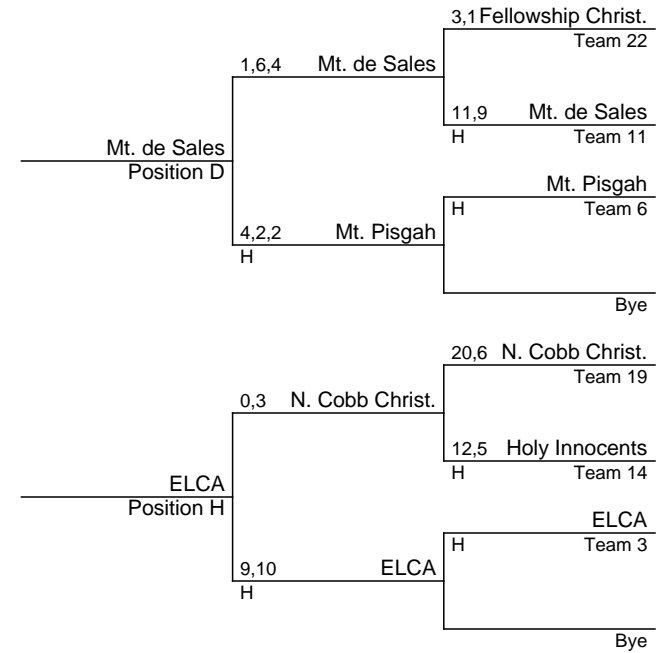 3,1 Fellowship Christ.
Team 22
1,6,4 Mt. de Sales
11,9 Mt. de Sales
H Team 11
Mt. de Sales
Position D
Mt. Pisgah
H Team 6
4,2,2 Mt. Pisgah
H
Bye
20,6 N. Cobb Christ.
Team 19
0,3 N. Cobb Christ.
12,5 Holy Innocents
H Team 14
ELCA
Position H
ELCA
H Team 3
9,10 ELCA
H
Bye